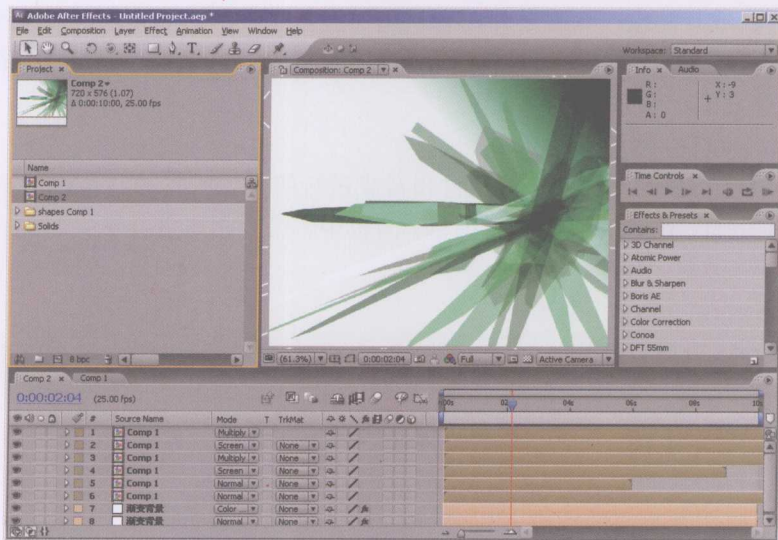 Adobe After Effects - Untitled Project.aep *
File Edit Composition Layer Effect Animation View Window Help
Workspace: Standard
Project
Comp 2
720 x 576 (1.07)
Δ 0:00:10:00, 25.00 fps
Name
Comp 1
Comp 2
shapes Comp 1
Solids
8 bpc
Composition: Comp 2
(61.3%) 0:00:02:04 Full Active Camera
Info Audio
R: X: -9
G: Y: 3
B:
A: 0
Time Controls
Effects & Presets
Contains:
3D Channel
Atomic Power
Audio
Blur & Sharpen
Boris AE
Channel
Color Correction
Conoa
DFT 55mm
Comp 2 Comp 1
0:00:02:04 (25.00 fps)
# Source Name Mode T TrkMat
1 Comp 1 Multiply
2 Comp 1 Screen None
3 Comp 1 Multiply None
4 Comp 1 Screen None
5 Comp 1 Normal None
6 Comp 1 Normal None
7 渐变背景 Color ... None
8 渐变背景 Normal None
:00s 02s 04s 06s 08s 10s